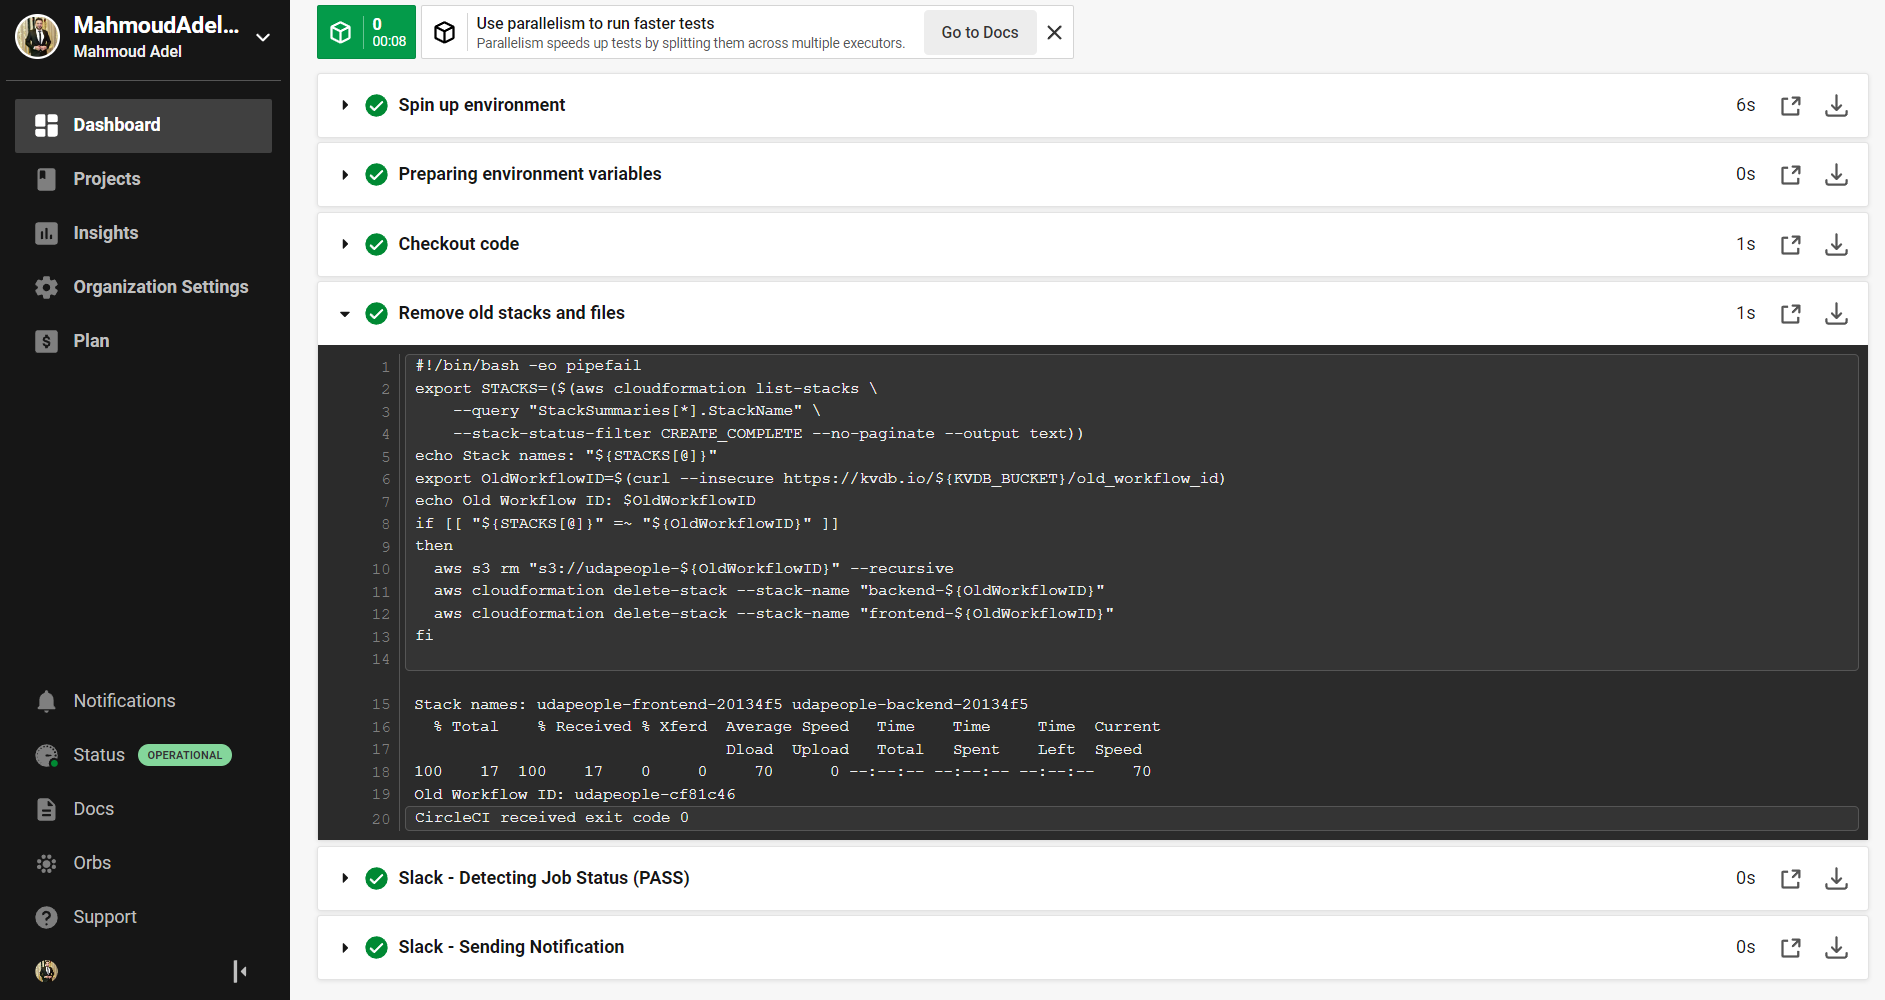 MahmoudAdel...
Mahmoud Adel
Dashboard
Projects
Insights
Organization Settings
$ Plan
Notifications
Status OPERATIONAL
Docs
Orbs
? Support
0
00:08
Use parallelism to run faster tests
Parallelism speeds up tests by splitting them across multiple executors.
Go to Docs
Spin up environment 6s
Preparing environment variables 0s
Checkout code 1s
Remove old stacks and files 1s
1 #!/bin/bash -eo pipefail
2 export STACKS=($(aws cloudformation list-stacks \
3     --query "StackSummaries[*].StackName" \
4     --stack-status-filter CREATE_COMPLETE --no-paginate --output text))
5 echo Stack names: "${STACKS[@]}"
6 export OldWorkflowID=$(curl --insecure https://kvdb.io/${KVDB_BUCKET}/old_workflow_id)
7 echo Old Workflow ID: $OldWorkflowID
8 if [[ "${STACKS[@]}" =~ "${OldWorkflowID}" ]]
9 then
10   aws s3 rm "s3://udapeople-${OldWorkflowID}" --recursive
11   aws cloudformation delete-stack --stack-name "backend-${OldWorkflowID}"
12   aws cloudformation delete-stack --stack-name "frontend-${OldWorkflowID}"
13 fi
14
15 Stack names: udapeople-frontend-20134f5 udapeople-backend-20134f5
16   % Total    % Received % Xferd  Average Speed   Time    Time     Time  Current
17                                  Dload  Upload   Total   Spent    Left  Speed
18 100    17  100    17    0     0     70      0 --:--:-- --:--:-- --:--:--    70
19 Old Workflow ID: udapeople-cf81c46
20 CircleCI received exit code 0
Slack - Detecting Job Status (PASS) 0s
Slack - Sending Notification 0s